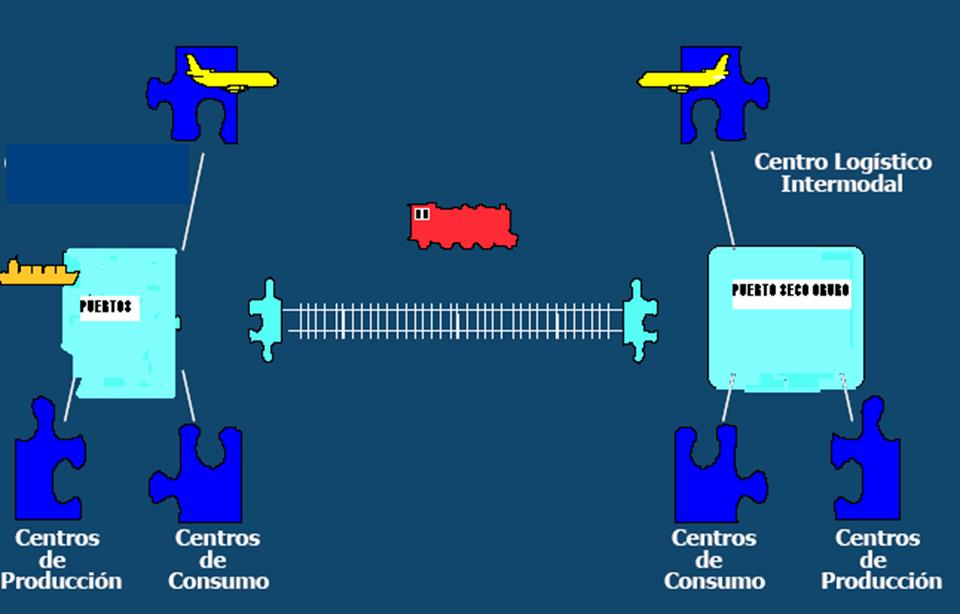 Centro Logístico
Intermodal
PUERTOS
PUERTO SECO ORURO
Centros
de
Producción
Centros
de
Consumo
Centros
de
Consumo
Centros
de
Producción